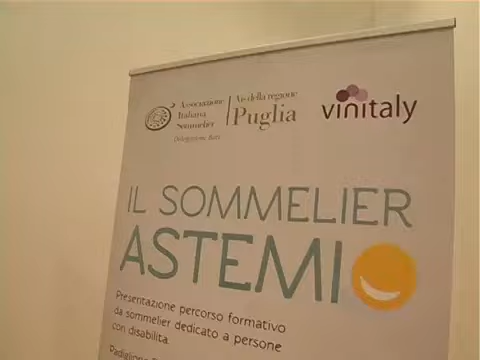 Associazione
Italiana
Sommelier
Delegazione Bari
Ais della regione
Puglia
vinitaly
IL SOMMELIER
ASTEMIO
Presentazione percorso formativo
da sommelier dedicato a persone
con disabilità.
Padiglione